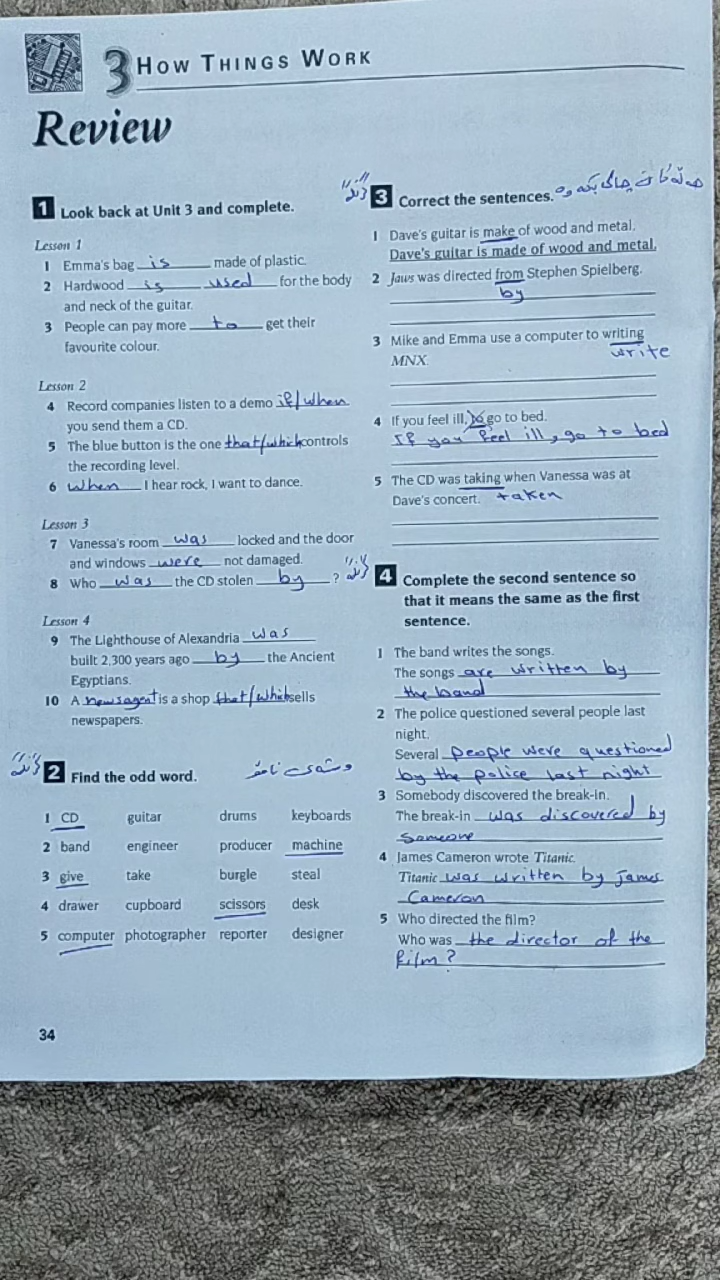 3 HOW THINGS WORK
Review
1 Look back at Unit 3 and complete.
Lesson 1
1 Emma's bag is made of plastic.
2 Hardwood is used for the body
and neck of the guitar.
3 People can pay more to get their
favourite colour.
Lesson 2
4 Record companies listen to a demo if/when
you send them a CD.
5 The blue button is the one that/which controls
the recording level.
6 When I hear rock, I want to dance.
Lesson 3
7 Vanessa's room was locked and the door
and windows were not damaged.
8 Who was the CD stolen by ?
Lesson 4
9 The Lighthouse of Alexandria was
built 2,300 years ago by the Ancient
Egyptians.
10 A newsagent is a shop that/which sells
newspapers.
2 Find the odd word.
1 CD guitar drums keyboards
2 band engineer producer machine
3 give take burgle steal
4 drawer cupboard scissors desk
5 computer photographer reporter designer
34
3 Correct the sentences.
1 Dave's guitar is make of wood and metal.
Dave's guitar is made of wood and metal.
2 Jaws was directed from Stephen Spielberg.
by
3 Mike and Emma use a computer to writing
write
MNX.
4 If you feel ill, to go to bed.
If you feel ill, go to bed
5 The CD was taking when Vanessa was at
Dave's concert. taken
4 Complete the second sentence so
that it means the same as the first
sentence.
1 The band writes the songs.
The songs are written by
the band
2 The police questioned several people last
night.
Several people were questioned
by the police last night
3 Somebody discovered the break-in.
The break-in was discovered by
Someone
4 James Cameron wrote Titanic.
Titanic was written by James
Cameron
5 Who directed the film?
Who was the director of the
film?